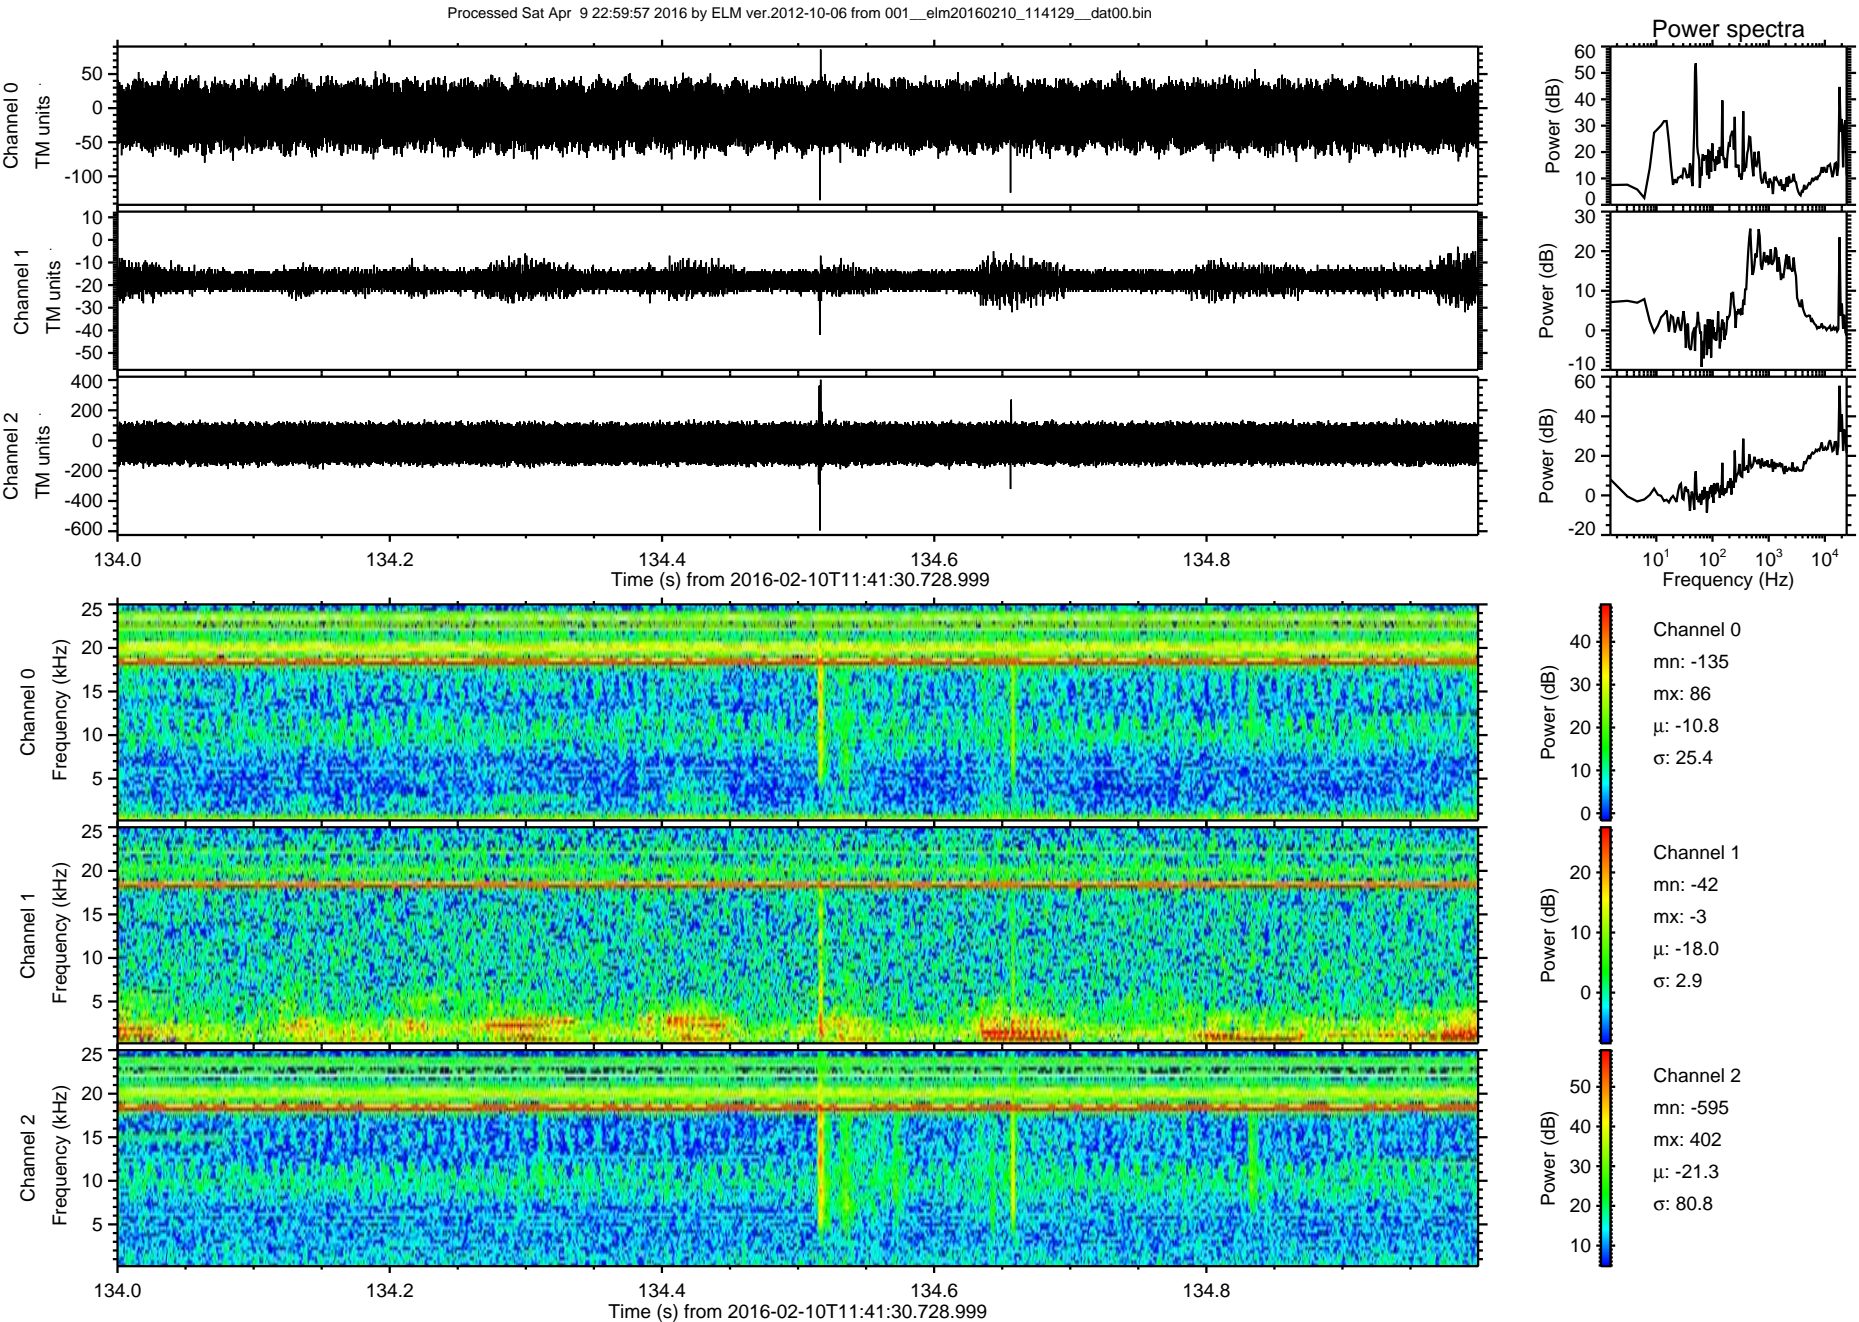 Processed Sat Apr  9 22:59:57 2016 by ELM ver.2012-10-06 from 001__elm20160210_114129__dat00.bin
Power spectra
Channel 0
TM units
50
0
-50
-100
Power (dB)
60
50
40
30
20
10
0
Channel 1
TM units
10
0
-10
-20
-30
-40
-50
Power (dB)
30
20
10
0
-10
Channel 2
TM units
400
200
0
-200
-400
-600
Power (dB)
60
40
20
0
-20
134.0 134.2 134.4 134.6 134.8
Time (s) from 2016-02-10T11:41:30.728.999
10¹ 10² 10³ 10⁴
Frequency (Hz)
Channel 0
Frequency (kHz)
25
20
15
10
5
Power (dB)
40
30
20
10
0
Channel 0
mn: -135
mx: 86
μ: -10.8
σ: 25.4
Channel 1
Frequency (kHz)
25
20
15
10
5
Power (dB)
20
10
0
Channel 1
mn: -42
mx: -3
μ: -18.0
σ: 2.9
Channel 2
Frequency (kHz)
25
20
15
10
5
Power (dB)
50
40
30
20
10
Channel 2
mn: -595
mx: 402
μ: -21.3
σ: 80.8
134.0 134.2 134.4 134.6 134.8
Time (s) from 2016-02-10T11:41:30.728.999